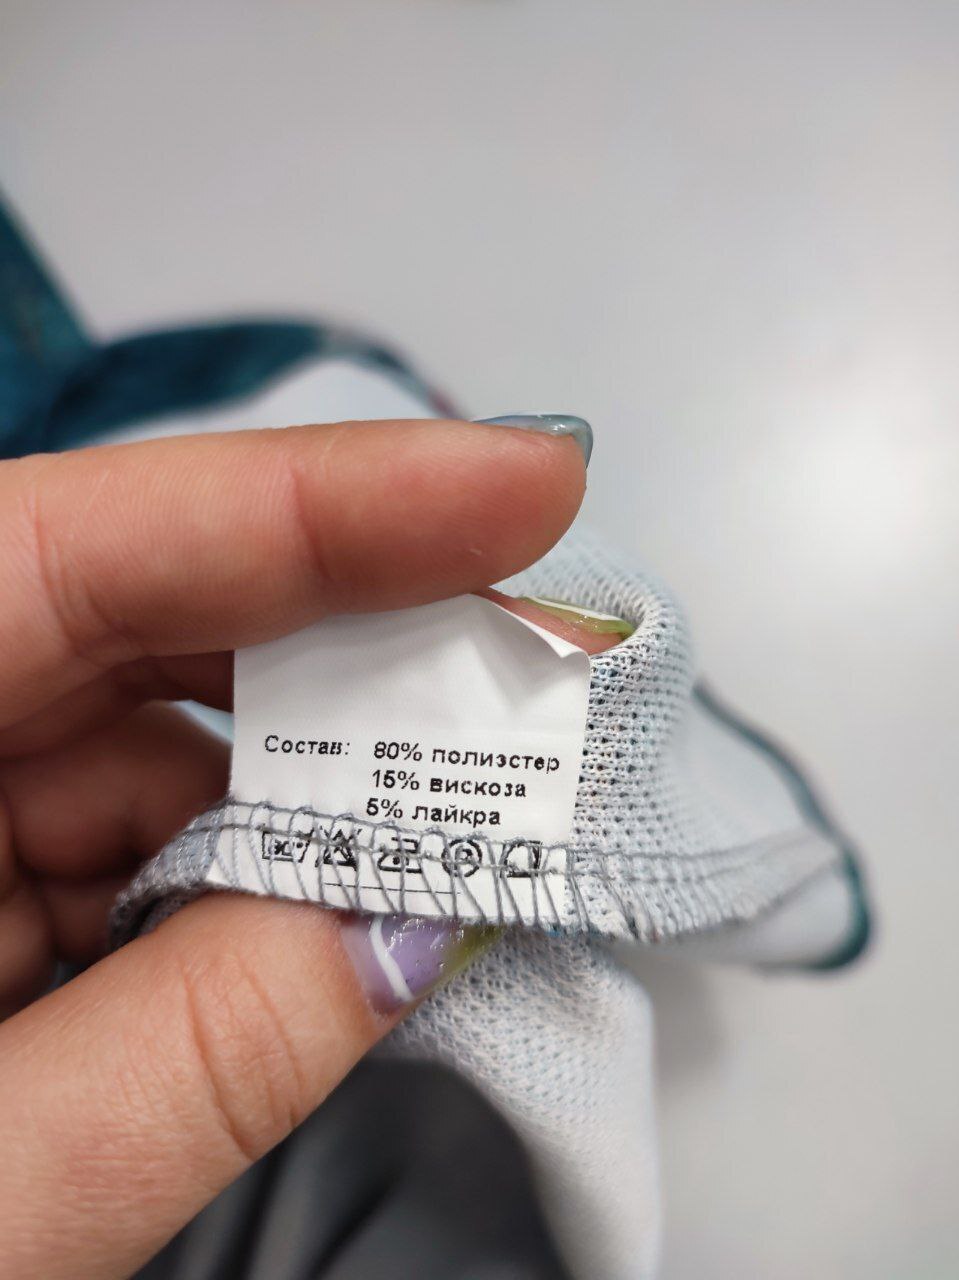 Состав: 80% полиэстер
15% вискоза
5% лайкра